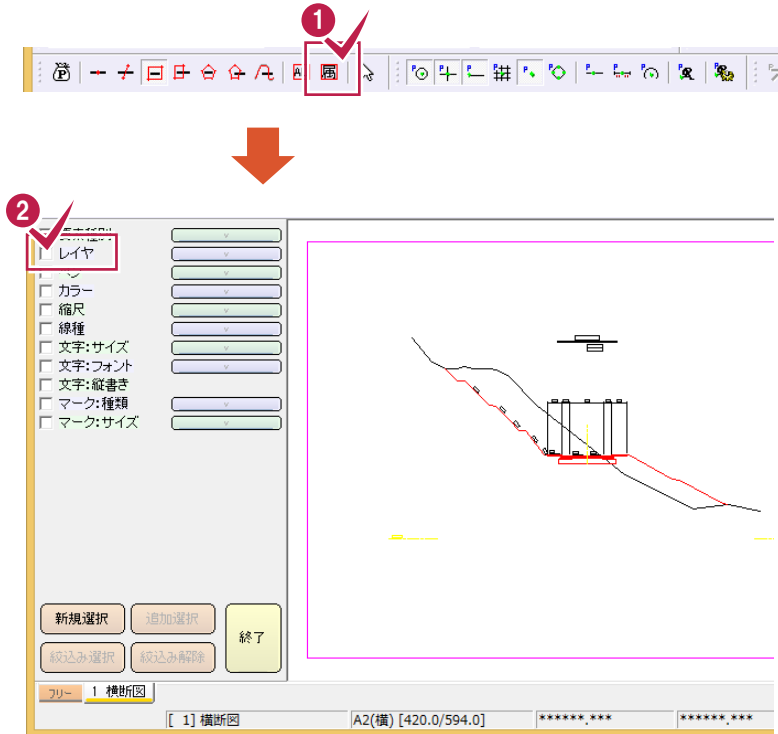 1
属
2
レイヤ
カラー
縮尺
線種
文字:サイズ
文字:フォント
文字:縦書き
マーク:種類
マーク:サイズ
新規選択
追加選択
終了
絞込み選択
絞込み解除
フリー
1 横断図
[ 1] 横断図
A2(横) [420.0/594.0]
******.***
******.***